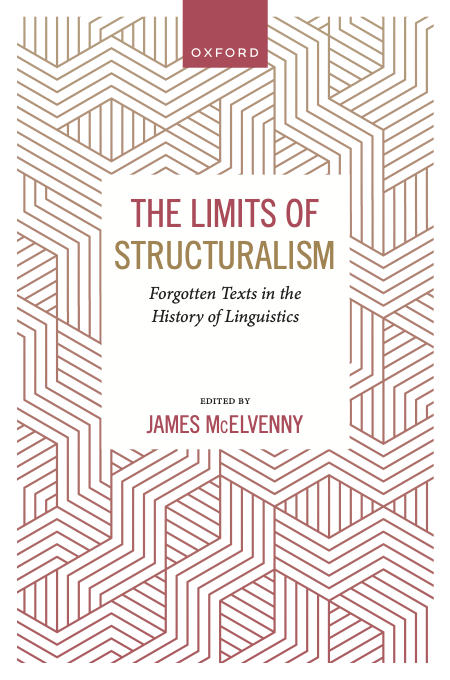 OXFORD
THE LIMITS OF
STRUCTURALISM
Forgotten Texts in the
History of Linguistics
EDITED BY
JAMES McELVENNY